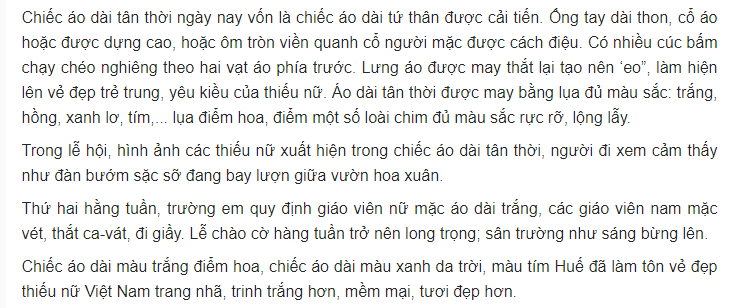 Chiếc áo dài tân thời ngày nay vốn là chiếc áo dài tứ thân được cải tiến. Ống tay dài thon, cổ áo
hoặc được dựng cao, hoặc ôm tròn viền quanh cổ người mặc được cách điệu. Có nhiều cúc bấm
chạy chéo nghiêng theo hai vạt áo phía trước. Lưng áo được may thắt lại tạo nên ‘eo”, làm hiện
lên vẻ đẹp trẻ trung, yêu kiều của thiếu nữ. Áo dài tân thời được may bằng lụa đủ màu sắc: trắng,
hồng, xanh lơ, tím,... lụa điểm hoa, điểm một số loài chim đủ màu sắc rực rỡ, lộng lẫy.
Trong lễ hội, hình ảnh các thiếu nữ xuất hiện trong chiếc áo dài tân thời, người đi xem cảm thấy
như đàn bướm sặc sỡ đang bay lượn giữa vườn hoa xuân.
Thứ hai hằng tuần, trường em quy định giáo viên nữ mặc áo dài trắng, các giáo viên nam mặc
vét, thắt ca-vát, đi giầy. Lễ chào cờ hàng tuần trở nên long trọng; sân trường như sáng bừng lên.
Chiếc áo dài màu trắng điểm hoa, chiếc áo dài màu xanh da trời, màu tím Huế đã làm tôn vẻ đẹp
thiếu nữ Việt Nam trang nhã, trinh trắng hơn, mềm mại, tươi đẹp hơn.